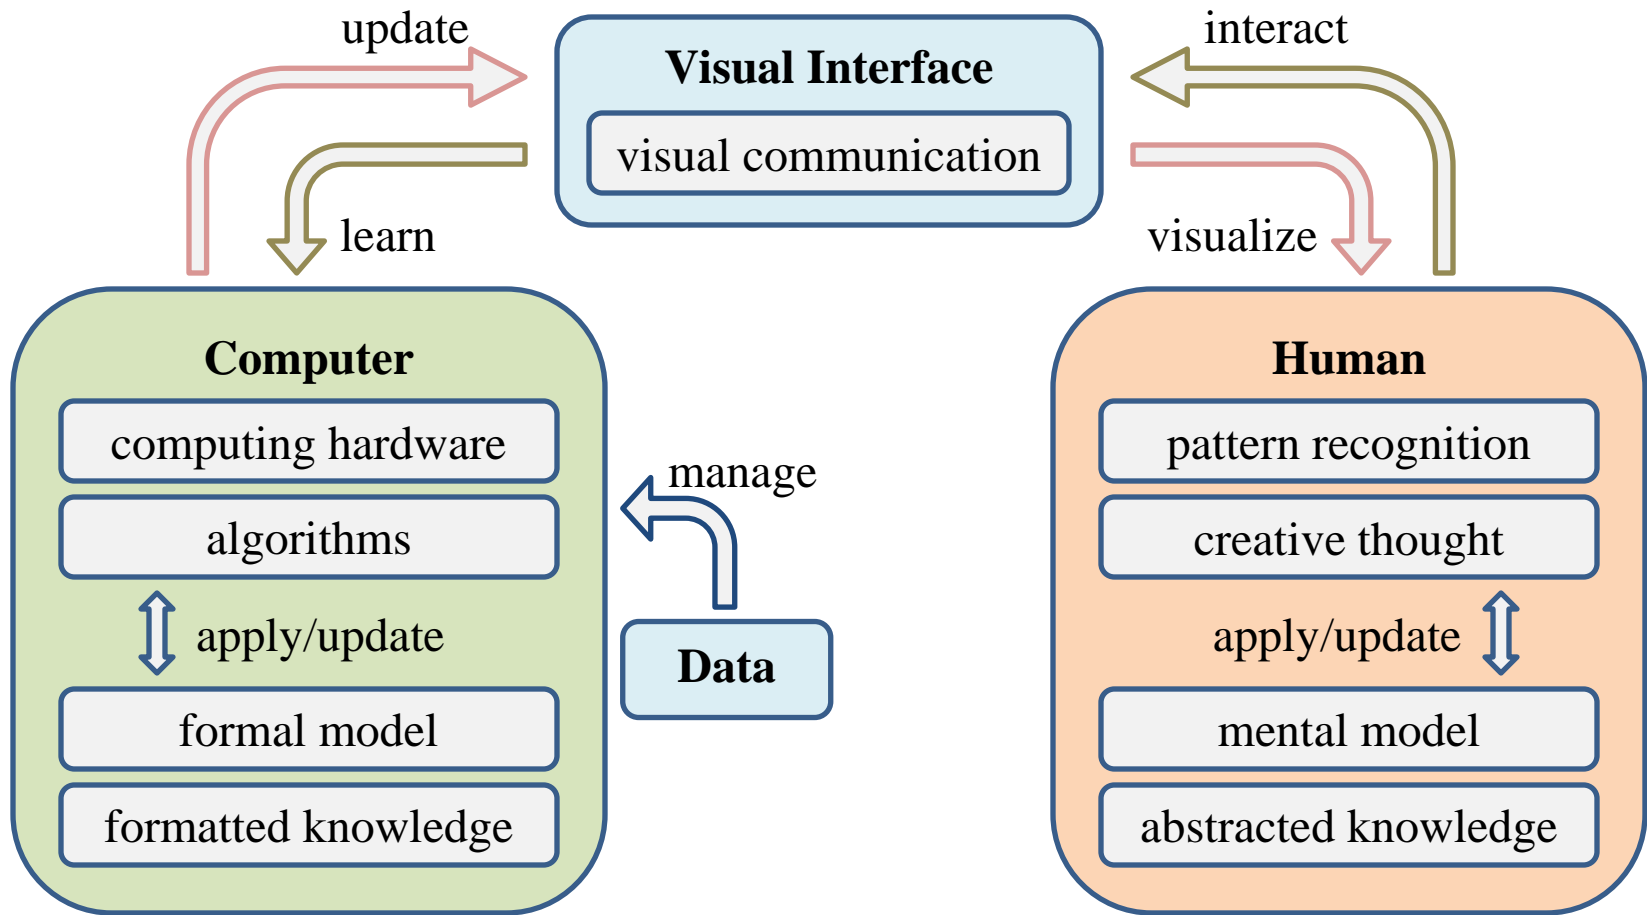 update
Visual Interface
interact
visual communication
learn
visualize
Computer
computing hardware
algorithms
apply/update
formal model
formatted knowledge
manage
Data
Human
pattern recognition
creative thought
apply/update
mental model
abstracted knowledge